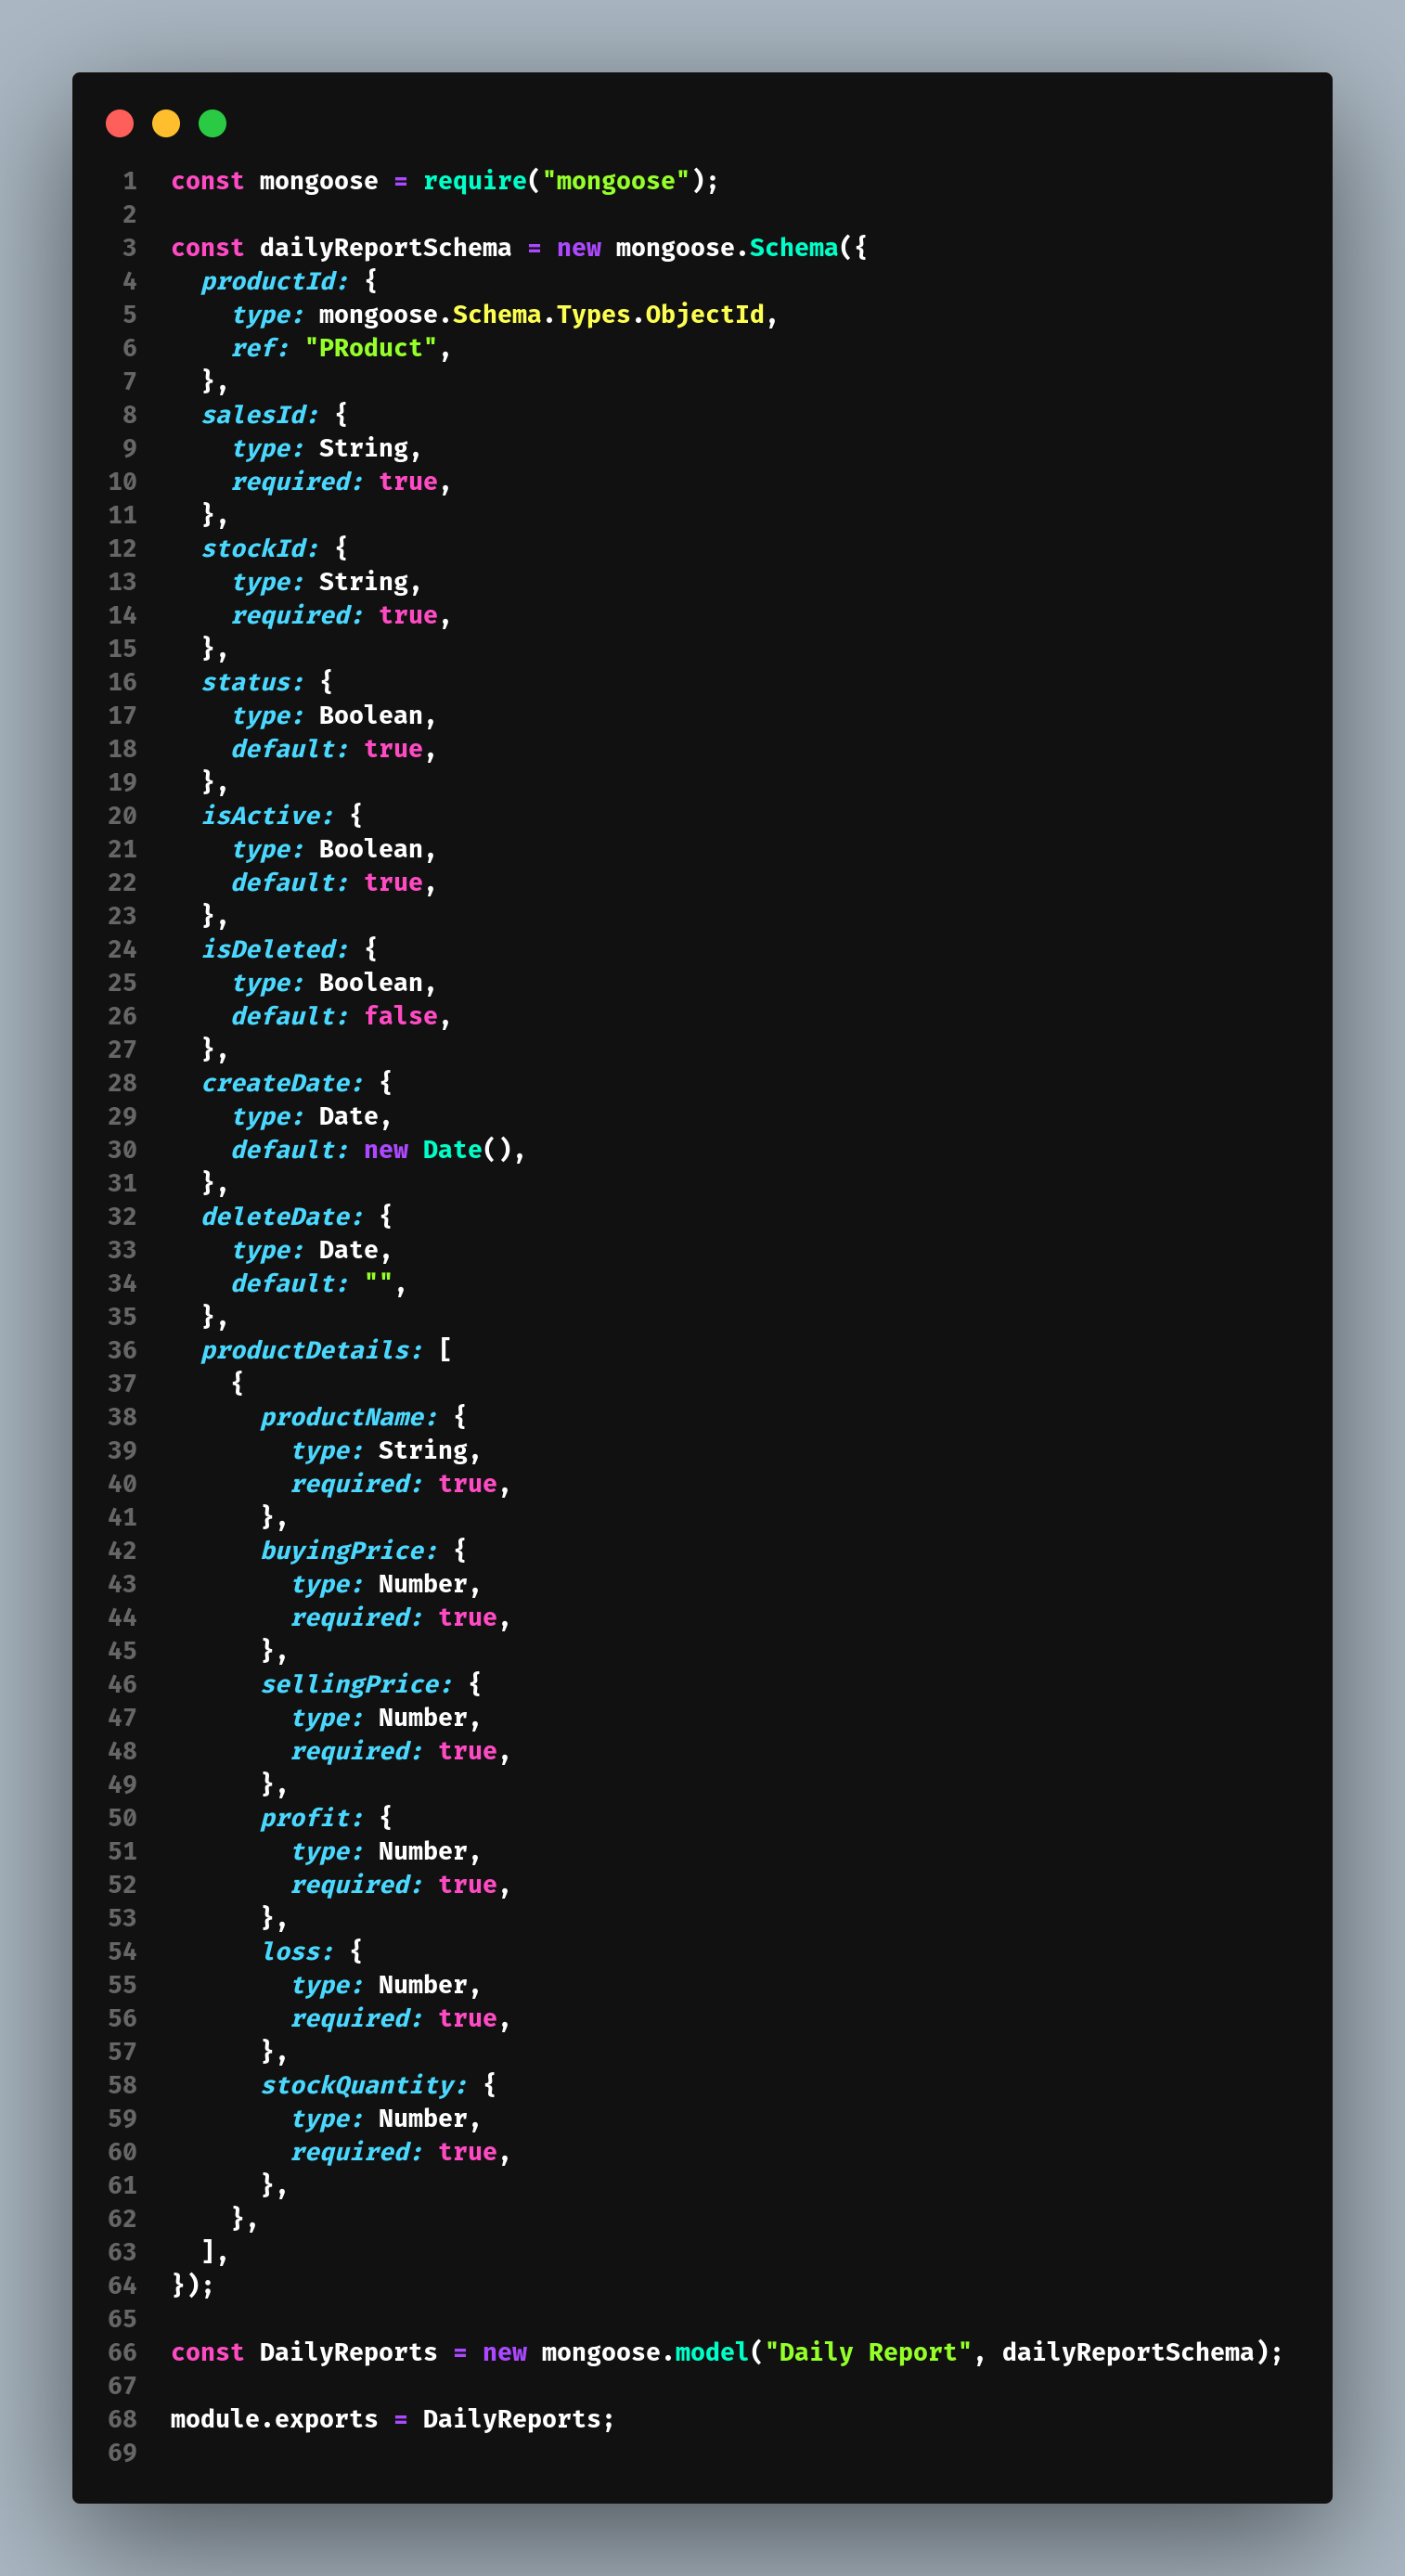 1 const mongoose = require("mongoose");
2
3 const dailyReportSchema = new mongoose.Schema({
4   productId: {
5     type: mongoose.Schema.Types.ObjectId,
6     ref: "PRoduct",
7   },
8   salesId: {
9     type: String,
10     required: true,
11   },
12   stockId: {
13     type: String,
14     required: true,
15   },
16   status: {
17     type: Boolean,
18     default: true,
19   },
20   isActive: {
21     type: Boolean,
22     default: true,
23   },
24   isDeleted: {
25     type: Boolean,
26     default: false,
27   },
28   createDate: {
29     type: Date,
30     default: new Date(),
31   },
32   deleteDate: {
33     type: Date,
34     default: "",
35   },
36   productDetails: [
37     {
38       productName: {
39         type: String,
40         required: true,
41       },
42       buyingPrice: {
43         type: Number,
44         required: true,
45       },
46       sellingPrice: {
47         type: Number,
48         required: true,
49       },
50       profit: {
51         type: Number,
52         required: true,
53       },
54       loss: {
55         type: Number,
56         required: true,
57       },
58       stockQuantity: {
59         type: Number,
60         required: true,
61       },
62     },
63   ],
64 });
65
66 const DailyReports = new mongoose.model("Daily Report", dailyReportSchema);
67
68 module.exports = DailyReports;
69